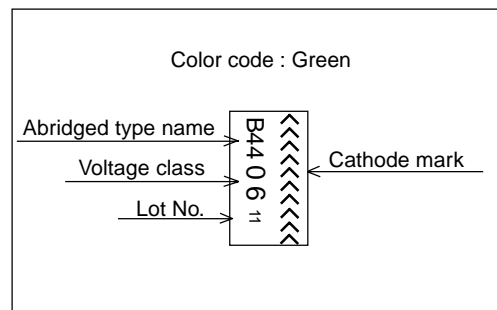 Color code : Green
Abridged type name
Voltage class
Lot No.
B44 0 6 11
Cathode mark